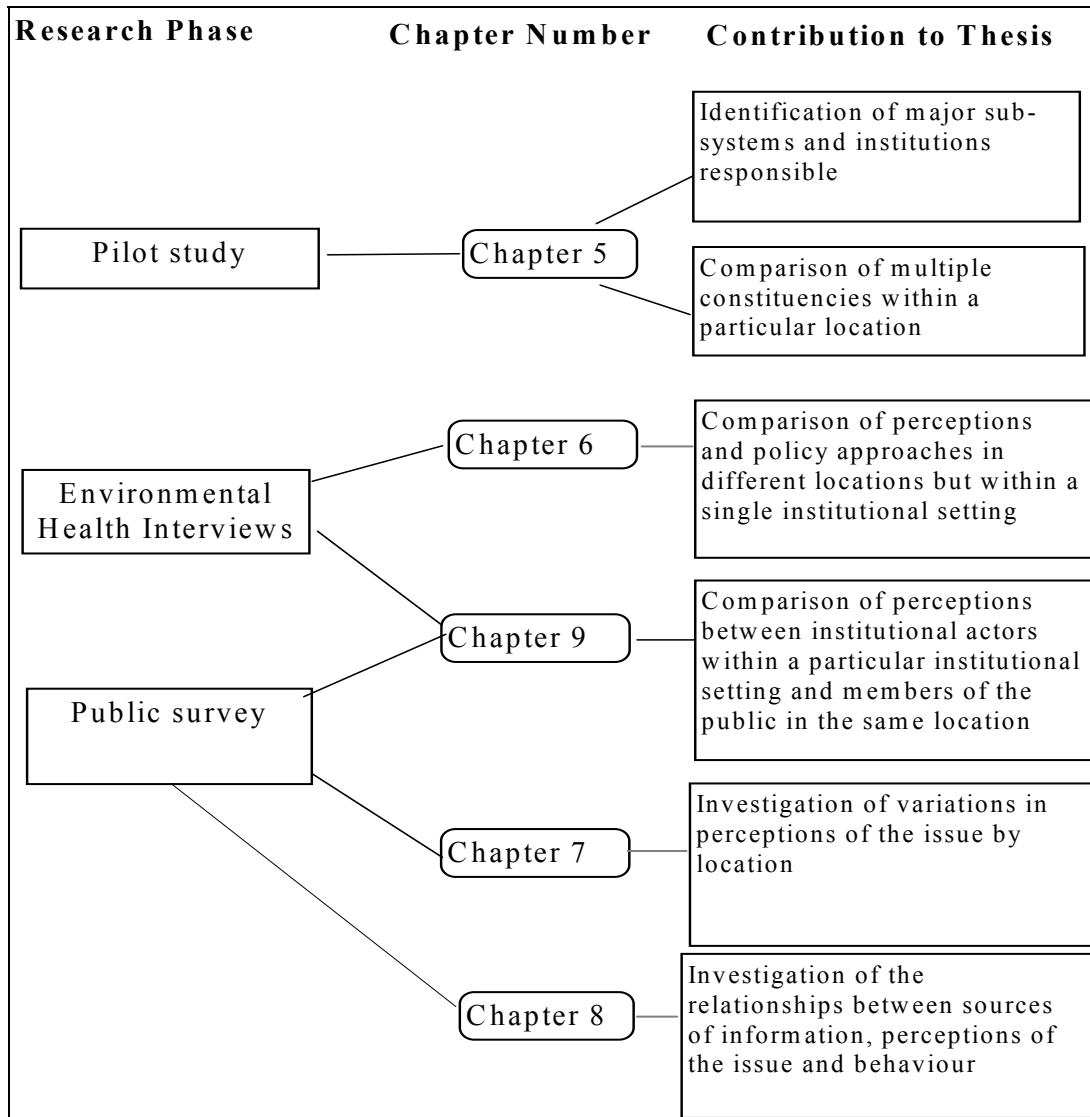 Research Phase
Chapter Number
Contribution to Thesis
Identification of major sub-
systems and institutions
responsible
Pilot study
Chapter 5
Comparison of multiple
constituencies within a
particular location
Environmental
Health Interviews
Chapter 6
Comparison of perceptions
and policy approaches in
different locations but within a
single institutional setting
Chapter 9
Comparison of perceptions
between institutional actors
within a particular institutional
setting and members of the
public in the same location
Public survey
Chapter 7
Investigation of variations in
perceptions of the issue by
location
Chapter 8
Investigation of the
relationships between sources
of information, perceptions of
the issue and behaviour